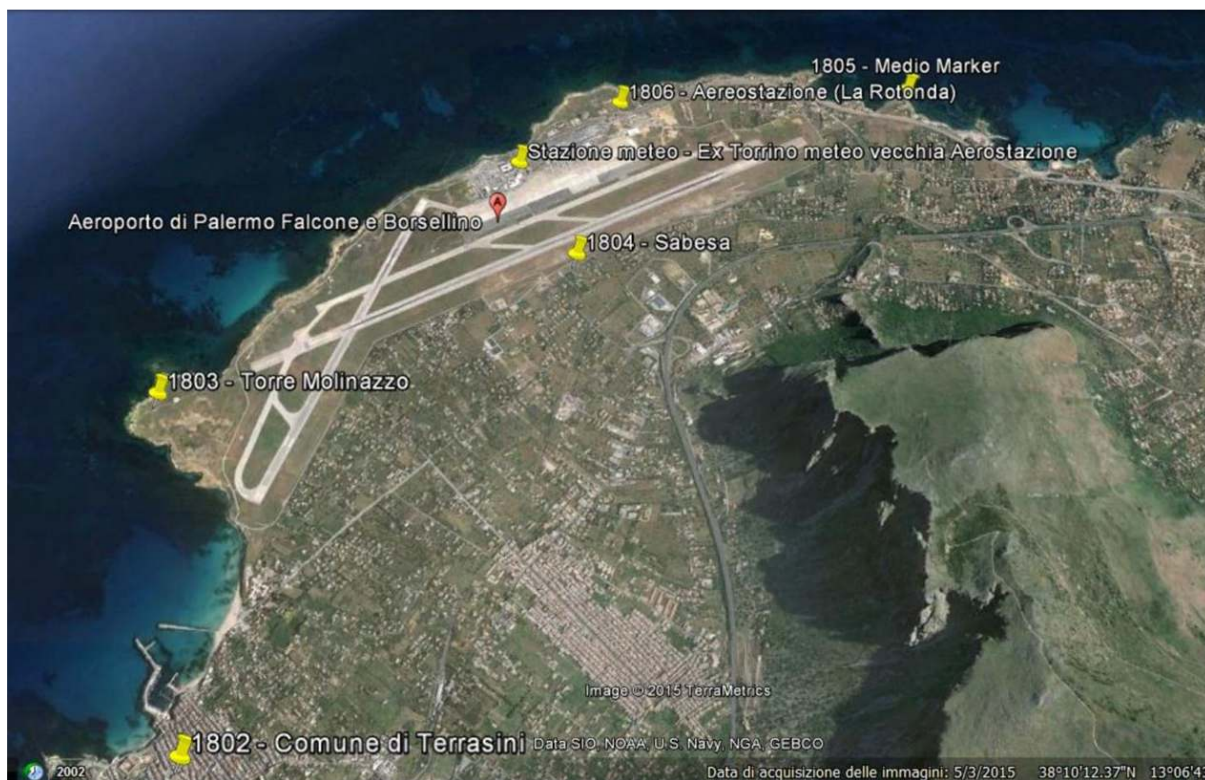 1805 - Medio Marker
1806 - Aereostazione (La Rotonda)
Stazione meteo - Ex Torrino meteo vecchia Aerostazione
A
Aeroporto di Palermo Falcone e Borsellino
1804 - Sabesa
1803 - Torre Molinazzo
Image © 2015 TerraMetrics
1802 - Comune di Terrasini
Data SIO, NOAA, U.S. Navy, NGA, GEBCO
2002
Data di acquisizione delle immagini: 5/3/2015 38°10'12.37"N